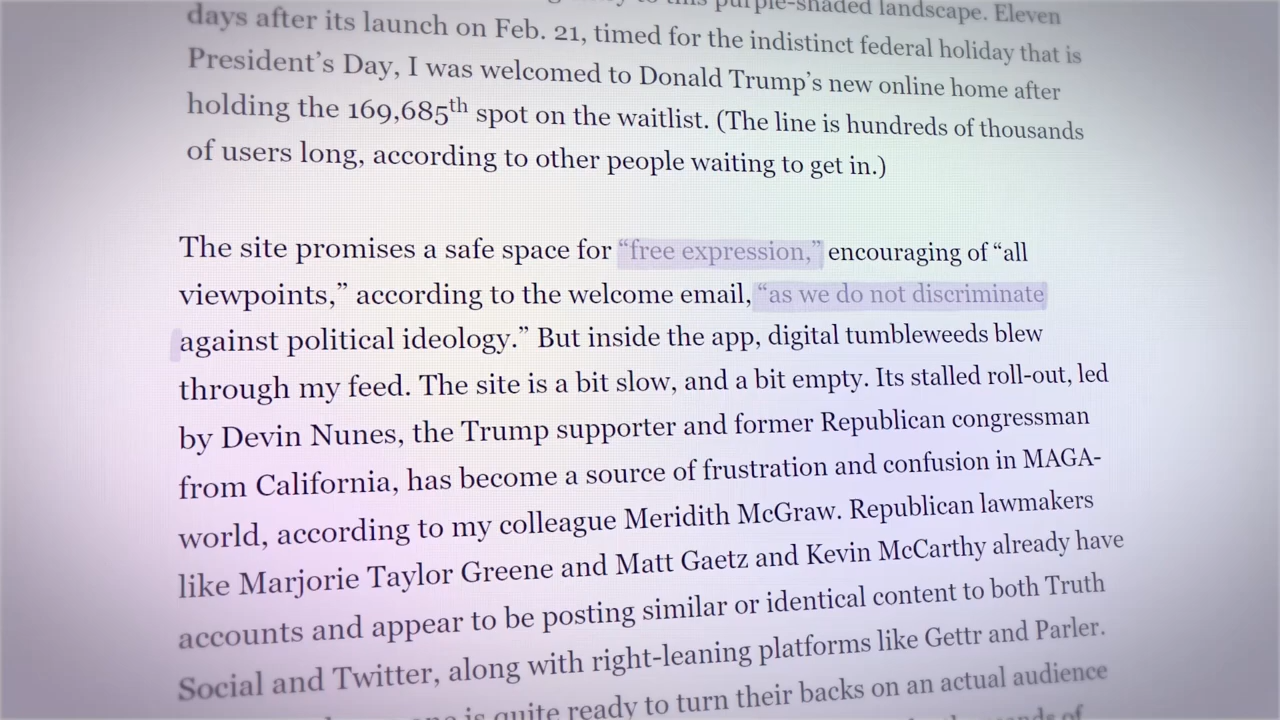 purple-shaded landscape. Eleven
days after its launch on Feb. 21, timed for the indistinct federal holiday that is
President’s Day, I was welcomed to Donald Trump’s new online home after
holding the 169,685th spot on the waitlist. (The line is hundreds of thousands
of users long, according to other people waiting to get in.)
The site promises a safe space for “free expression,” encouraging of “all
viewpoints,” according to the welcome email, “as we do not discriminate
against political ideology.” But inside the app, digital tumbleweeds blew
through my feed. The site is a bit slow, and a bit empty. Its stalled roll-out, led
by Devin Nunes, the Trump supporter and former Republican congressman
from California, has become a source of frustration and confusion in MAGA-
world, according to my colleague Meridith McGraw. Republican lawmakers
like Marjorie Taylor Greene and Matt Gaetz and Kevin McCarthy already have
accounts and appear to be posting similar or identical content to both Truth
Social and Twitter, along with right-leaning platforms like Gettr and Parler.
is quite ready to turn their backs on an actual audience